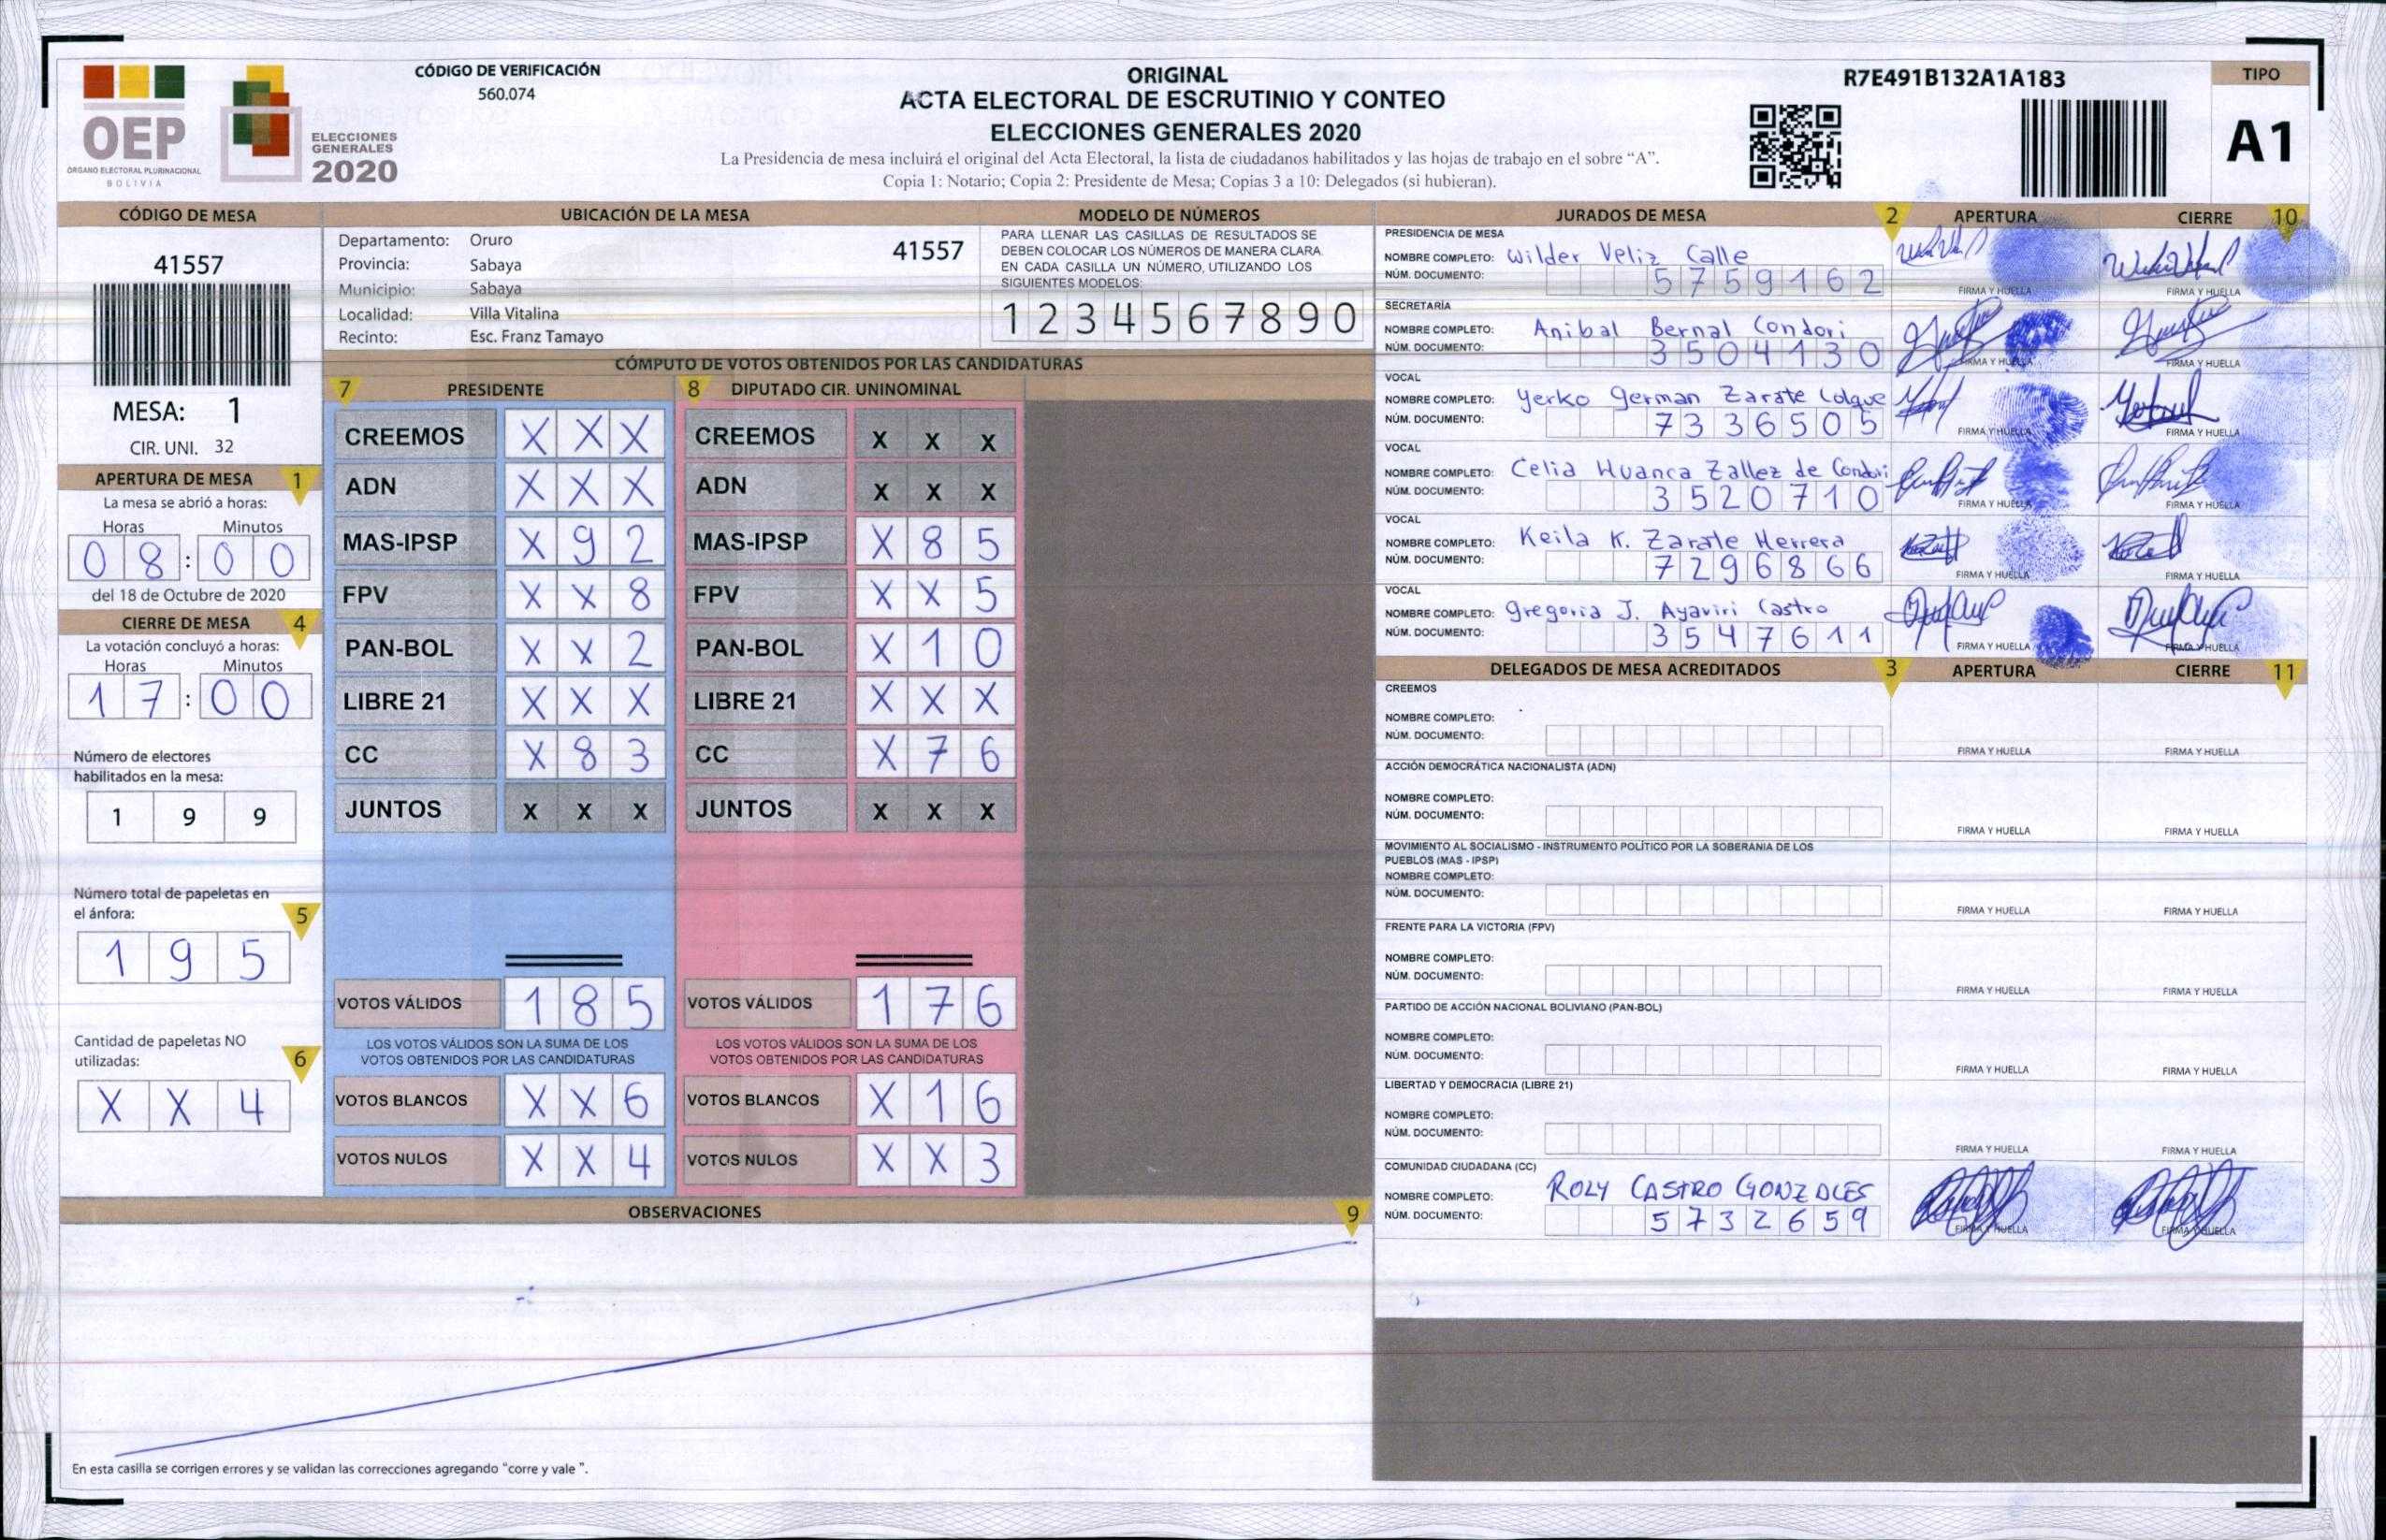 CÓDIGO DE VERIFICACIÓN
560.074
OEP
ÓRGANO ELECTORAL PLURINACIONAL
BOLIVIA
ELECCIONES
GENERALES
2020
ORIGINAL
ACTA ELECTORAL DE ESCRUTINIO Y CONTEO
ELECCIONES GENERALES 2020
La Presidencia de mesa incluirá el original del Acta Electoral, la lista de ciudadanos habilitados y las hojas de trabajo en el sobre “A”.
Copia 1: Notario; Copia 2: Presidente de Mesa; Copias 3 a 10: Delegados (si hubieran).
R7E491B132A1A183
TIPO
A1
CÓDIGO DE MESA
41557
MESA: 1
CIR. UNI. 32
APERTURA DE MESA 1
La mesa se abrió a horas:
Horas Minutos
08:00
del 18 de Octubre de 2020
CIERRE DE MESA 4
La votación concluyó a horas:
Horas Minutos
17:00
Número de electores
habilitados en la mesa:
1 9 9
Número total de papeletas en
el ánfora: 5
1 9 5
Cantidad de papeletas NO
utilizadas: 6
X X 4
UBICACIÓN DE LA MESA
Departamento: Oruro 41557
Provincia: Sabaya
Municipio: Sabaya
Localidad: Villa Vitalina
Recinto: Esc. Franz Tamayo
MODELO DE NÚMEROS
PARA LLENAR LAS CASILLAS DE RESULTADOS SE
DEBEN COLOCAR LOS NÚMEROS DE MANERA CLARA.
EN CADA CASILLA UN NÚMERO, UTILIZANDO LOS
SIGUIENTES MODELOS:
1 2 3 4 5 6 7 8 9 0
CÓMPUTO DE VOTOS OBTENIDOS POR LAS CANDIDATURAS
7 PRESIDENTE
CREEMOS X X X
ADN X X X
MAS-IPSP X 9 2
FPV X X 8
PAN-BOL X X 2
LIBRE 21 X X X
CC X 8 3
JUNTOS X X X
VOTOS VÁLIDOS 1 8 5
LOS VOTOS VÁLIDOS SON LA SUMA DE LOS
VOTOS OBTENIDOS POR LAS CANDIDATURAS
VOTOS BLANCOS X X 6
VOTOS NULOS X X 4
8 DIPUTADO CIR. UNINOMINAL
CREEMOS X X X
ADN X X X
MAS-IPSP X 8 5
FPV X X 5
PAN-BOL X 1 0
LIBRE 21 X X X
CC X 7 6
JUNTOS X X X
VOTOS VÁLIDOS 1 7 6
LOS VOTOS VÁLIDOS SON LA SUMA DE LOS
VOTOS OBTENIDOS POR LAS CANDIDATURAS
VOTOS BLANCOS X 1 6
VOTOS NULOS X X 3
OBSERVACIONES 9
En esta casilla se corrigen errores y se validan las correcciones agregando “corre y vale ”.
JURADOS DE MESA 2 APERTURA CIERRE 10
PRESIDENCIA DE MESA
NOMBRE COMPLETO: Wilder Veliz Calle
NÚM. DOCUMENTO: 5759162
FIRMA Y HUELLA FIRMA Y HUELLA
SECRETARÍA
NOMBRE COMPLETO: Anibal Bernal Condori
NÚM. DOCUMENTO: 3504130
FIRMA Y HUELLA FIRMA Y HUELLA
VOCAL
NOMBRE COMPLETO: Yerko German Zarate Colque
NÚM. DOCUMENTO: 7336505
FIRMA Y HUELLA FIRMA Y HUELLA
VOCAL
NOMBRE COMPLETO: Celia Huanca Zallez de Condori
NÚM. DOCUMENTO: 3520710
FIRMA Y HUELLA FIRMA Y HUELLA
VOCAL
NOMBRE COMPLETO: Keila K. Zarate Herrera
NÚM. DOCUMENTO: 7296866
FIRMA Y HUELLA FIRMA Y HUELLA
VOCAL
NOMBRE COMPLETO: Gregoria J. Ayaviri Castro
NÚM. DOCUMENTO: 3547611
FIRMA Y HUELLA FIRMA Y HUELLA
DELEGADOS DE MESA ACREDITADOS 3 APERTURA CIERRE 11
CREEMOS
NOMBRE COMPLETO:
NÚM. DOCUMENTO:
FIRMA Y HUELLA FIRMA Y HUELLA
ACCIÓN DEMOCRÁTICA NACIONALISTA (ADN)
NOMBRE COMPLETO:
NÚM. DOCUMENTO:
FIRMA Y HUELLA FIRMA Y HUELLA
MOVIMIENTO AL SOCIALISMO - INSTRUMENTO POLÍTICO POR LA SOBERANIA DE LOS
PUEBLOS (MAS - IPSP)
NOMBRE COMPLETO:
NÚM. DOCUMENTO:
FIRMA Y HUELLA FIRMA Y HUELLA
FRENTE PARA LA VICTORIA (FPV)
NOMBRE COMPLETO:
NÚM. DOCUMENTO:
FIRMA Y HUELLA FIRMA Y HUELLA
PARTIDO DE ACCIÓN NACIONAL BOLIVIANO (PAN-BOL)
NOMBRE COMPLETO:
NÚM. DOCUMENTO:
FIRMA Y HUELLA FIRMA Y HUELLA
LIBERTAD Y DEMOCRACIA (LIBRE 21)
NOMBRE COMPLETO:
NÚM. DOCUMENTO:
FIRMA Y HUELLA FIRMA Y HUELLA
COMUNIDAD CIUDADANA (CC)
NOMBRE COMPLETO: ROLY CASTRO GONZALES
NÚM. DOCUMENTO: 5732659
FIRMA Y HUELLA FIRMA Y HUELLA